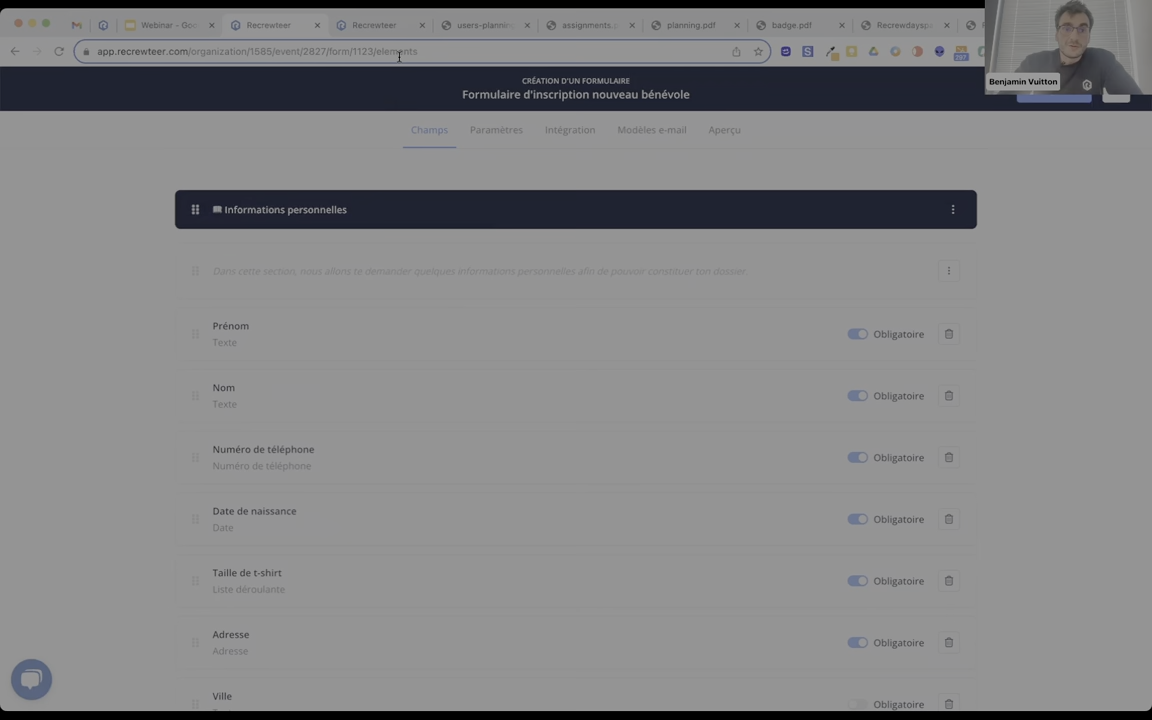 Webinar - Goo
Recrewteer
Recrewteer
users-planning
assignments.
planning.pdf
badge.pdf
Recrewdayspe
app.recrewteer.com/organization/1585/event/2827/form/1123/elements
Benjamin Vuitton
CRÉATION D'UN FORMULAIRE
Formulaire d'inscription nouveau bénévole
Champs
Paramètres
Intégration
Modèles e-mail
Aperçu
Informations personnelles
Dans cette section, nous allons te demander quelques informations personnelles afin de pouvoir constituer ton dossier
Prénom
Texte
Obligatoire
Nom
Texte
Obligatoire
Numéro de téléphone
Numéro de téléphone
Obligatoire
Date de naissance
Date
Obligatoire
Taille de t-shirt
Liste déroulante
Obligatoire
Adresse
Adresse
Obligatoire
Ville
Obligatoire